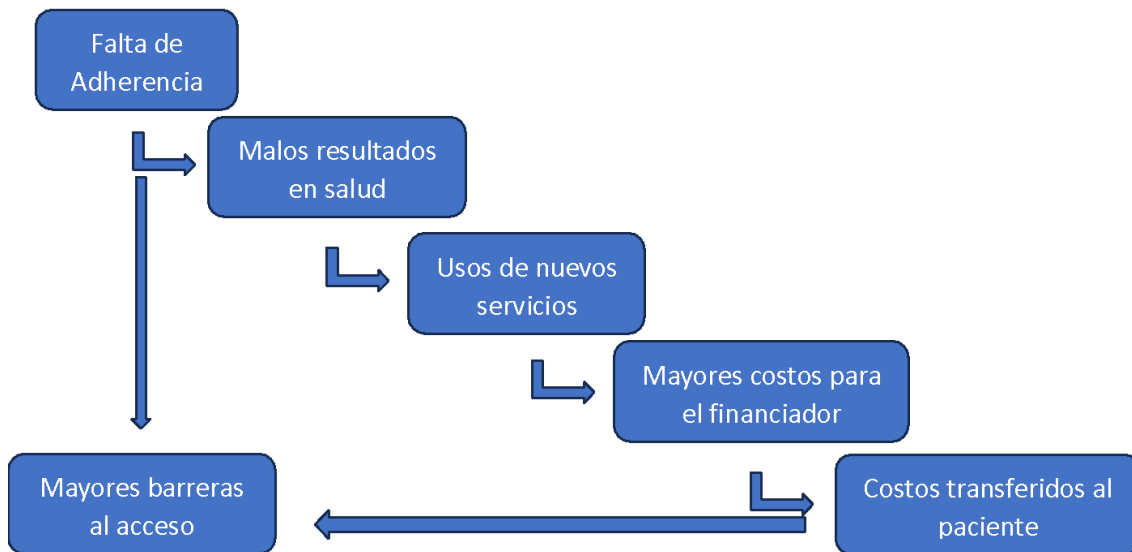 Falta de
Adherencia
Malos resultados
en salud
Usos de nuevos
servicios
Mayores costos para
el financiador
Mayores barreras
al acceso
Costos transferidos al
paciente